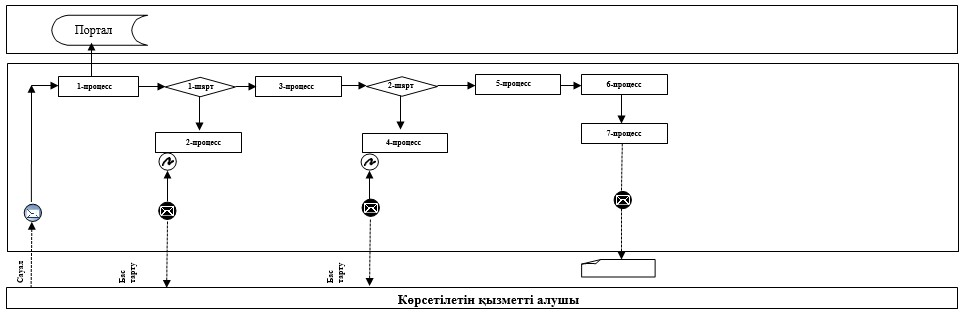 Портал
1-процесс
1-шарт
3-процесс
2-шарт
5-процесс
6-процесс
2-процесс
4-процесс
7-процесс
Сауал
Бас
тарту
Бас
тарту
Көрсетілетін қызметті алушы